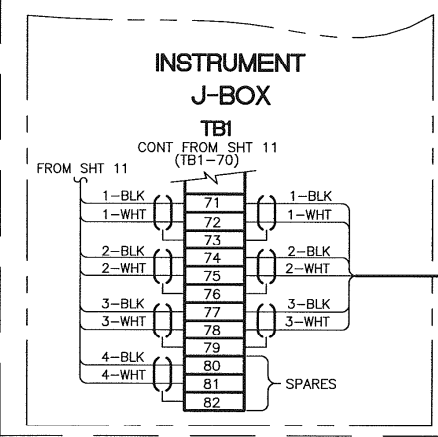 INSTRUMENT
J-BOX
TB1
CONT FROM SHT 11
(TB1-70)
FROM SHT 11
1-BLK 71 1-BLK
1-WHT 72 1-WHT
73
2-BLK 74 2-BLK
2-WHT 75 2-WHT
76
3-BLK 77 3-BLK
3-WHT 78 3-WHT
79
4-BLK 80
4-WHT 81 SPARES
82